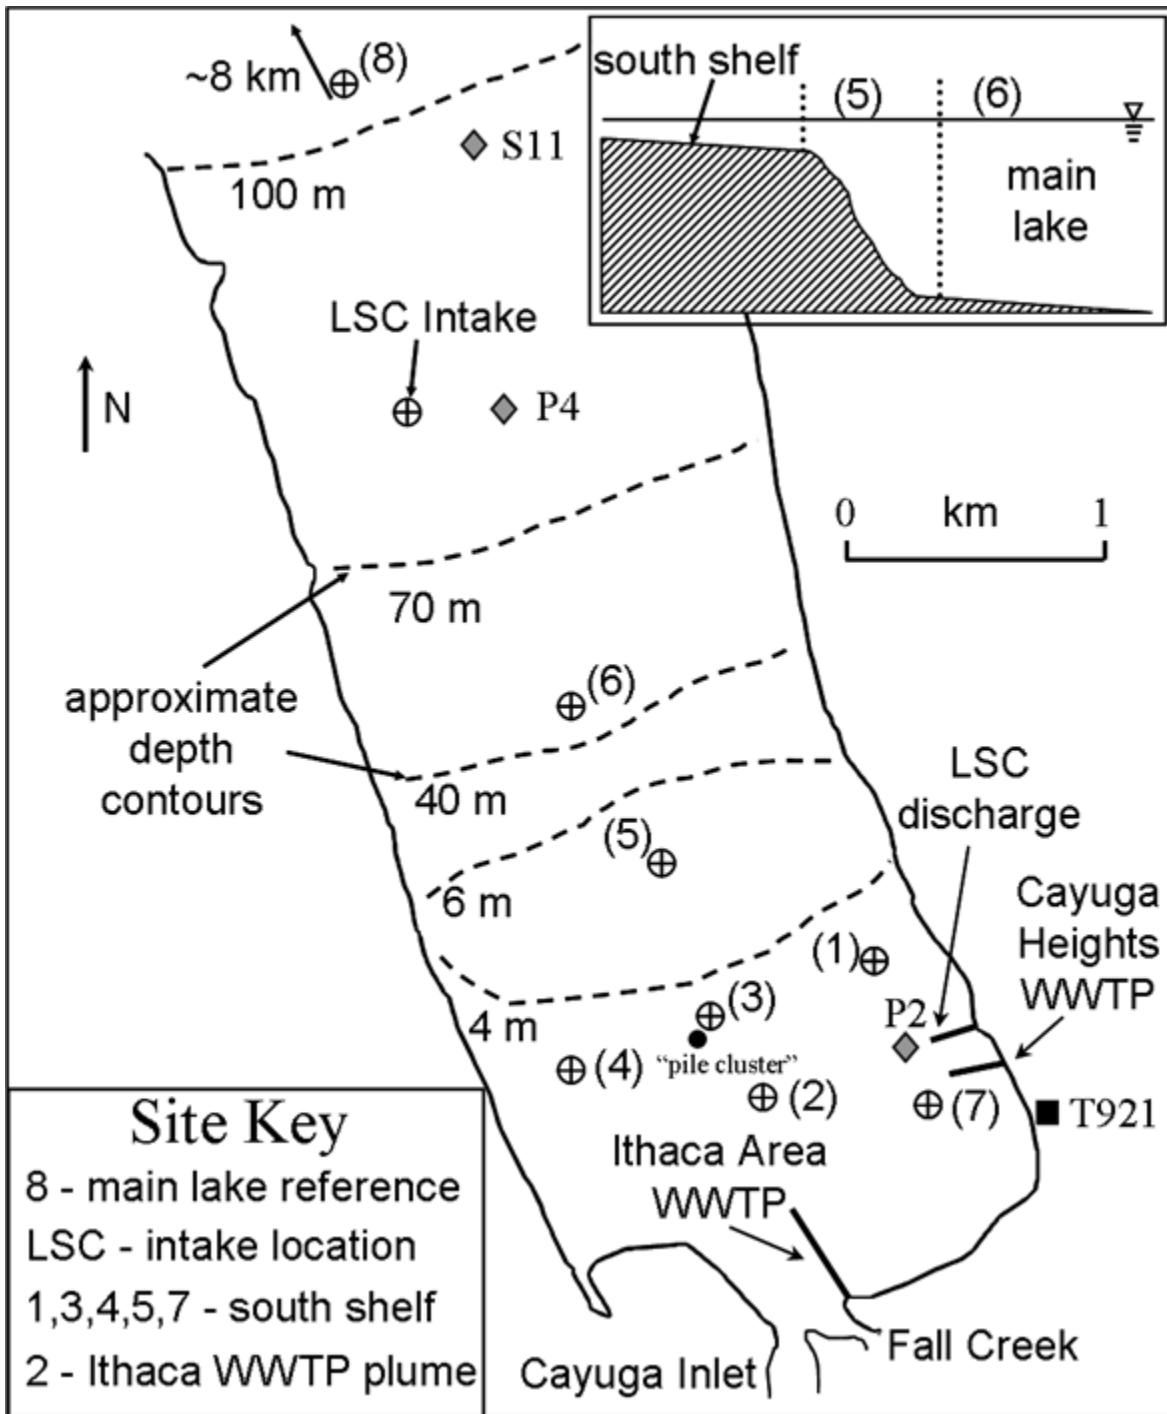 ~8 km
(8)
S11
100 m
south shelf
(5)
(6)
main
lake
LSC Intake
N
P4
0 km 1
70 m
approximate
depth
contours
(6)
40 m
LSC
discharge
(5)
6 m
Cayuga
Heights
WWTP
(1)
4 m
(3)
P2
"pile cluster"
(4)
(2)
(7)
T921
Ithaca Area
WWTP
Fall Creek
Cayuga Inlet
Site Key
8 - main lake reference
LSC - intake location
1,3,4,5,7 - south shelf
2 - Ithaca WWTP plume